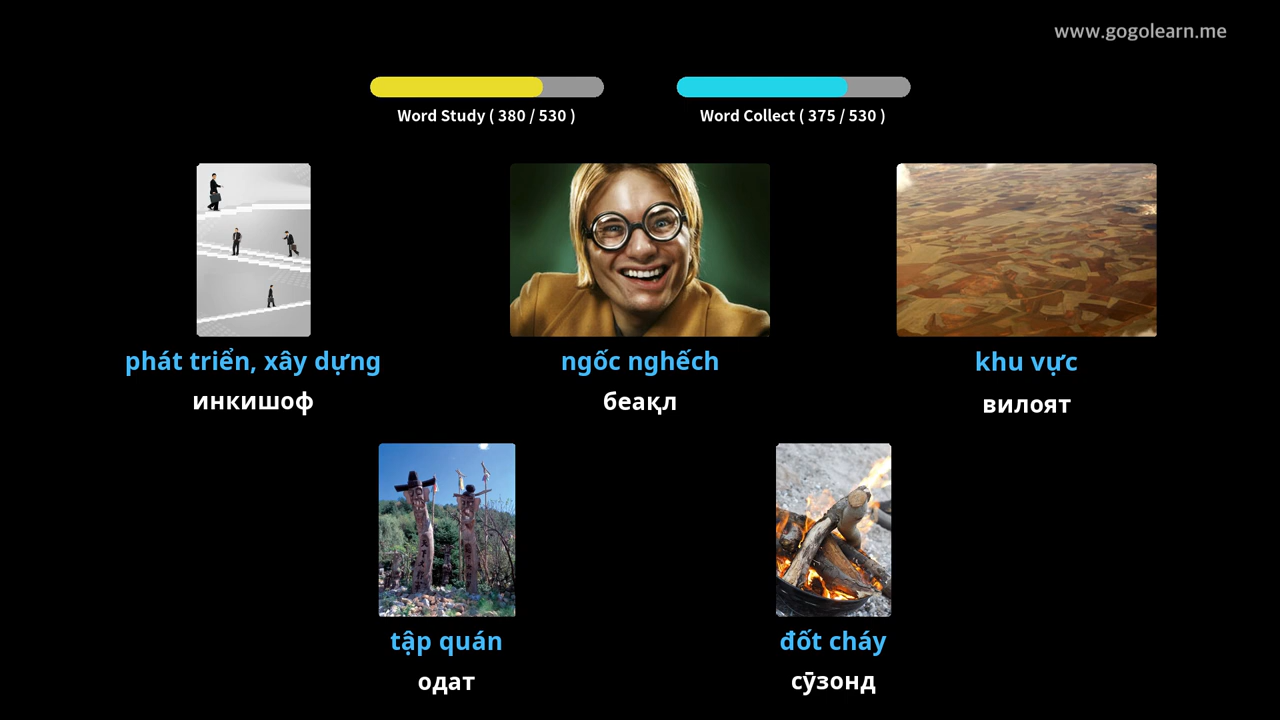 www.gogolearn.me
Word Study ( 380 / 530 )
Word Collect ( 375 / 530 )
phát triển, xây dựng
ngốc nghếch
khu vực
инкишоф
беақл
вилоят
tập quán
đốt cháy
одат
сӯзонд